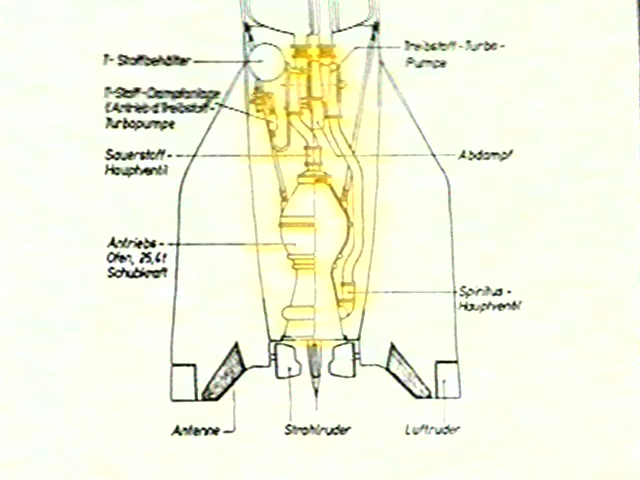 T-Stoffbehälter
T-Stoff-Dampfanlage
f.Antrieb d.Treibstoff-
Turbopumpe
Sauerstoff-
Hauptventil
Antriebs-
Ofen, 25,4t
Schubkraft
Treibstoff-Turbo-
Pumpe
Abdampf
Spiritus-
Hauptventil
Antenne
Strahlruder
Luftruder